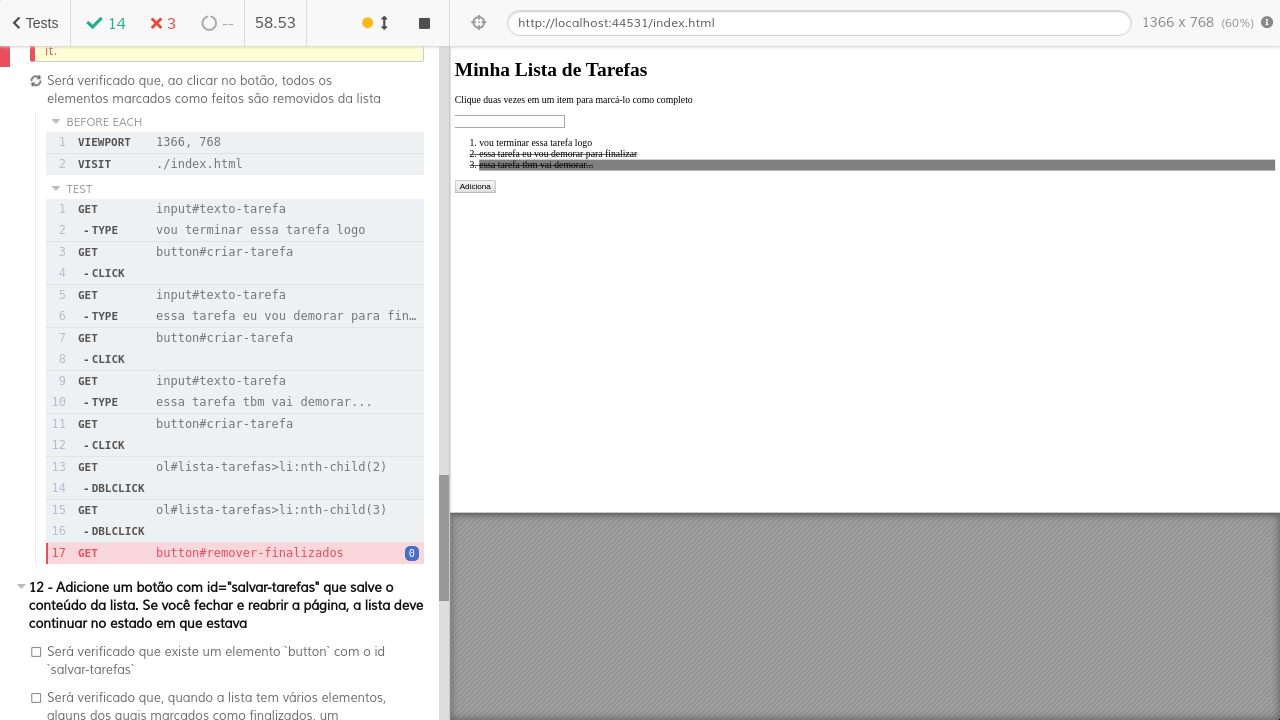 Tests
14
3
--
58.53
http://localhost:44531/index.html
1366 x 768 (60%)
it.
Será verificado que, ao clicar no botão, todos os
elementos marcados como feitos são removidos da lista
BEFORE EACH
1 VIEWPORT 1366, 768
2 VISIT ./index.html
TEST
1 GET input#texto-tarefa
2 -TYPE vou terminar essa tarefa logo
3 GET button#criar-tarefa
4 -CLICK
5 GET input#texto-tarefa
6 -TYPE essa tarefa eu vou demorar para fin…
7 GET button#criar-tarefa
8 -CLICK
9 GET input#texto-tarefa
10 -TYPE essa tarefa tbm vai demorar...
11 GET button#criar-tarefa
12 -CLICK
13 GET ol#lista-tarefas>li:nth-child(2)
14 -DBLCLICK
15 GET ol#lista-tarefas>li:nth-child(3)
16 -DBLCLICK
17 GET button#remover-finalizados 0
12 - Adicione um botão com id="salvar-tarefas" que salve o
conteúdo da lista. Se você fechar e reabrir a página, a lista deve
continuar no estado em que estava
Será verificado que existe um elemento `button` com o id
`salvar-tarefas`
Será verificado que, quando a lista tem vários elementos,
alguns dos quais marcados como finalizados, um
Minha Lista de Tarefas
Clique duas vezes em um item para marcá-lo como completo
1. vou terminar essa tarefa logo
2. essa tarefa eu vou demorar para finalizar
3. essa tarefa tbm vai demorar...
Adiciona